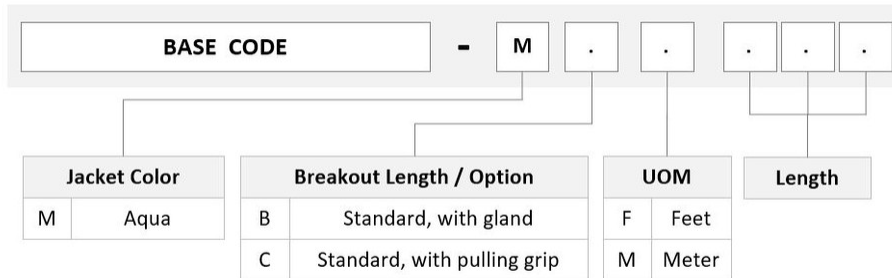 BASE CODE - M . . . . .
Jacket Color Breakout Length / Option UOM Length
M Aqua B Standard, with gland F Feet
C Standard, with pulling grip M Meter